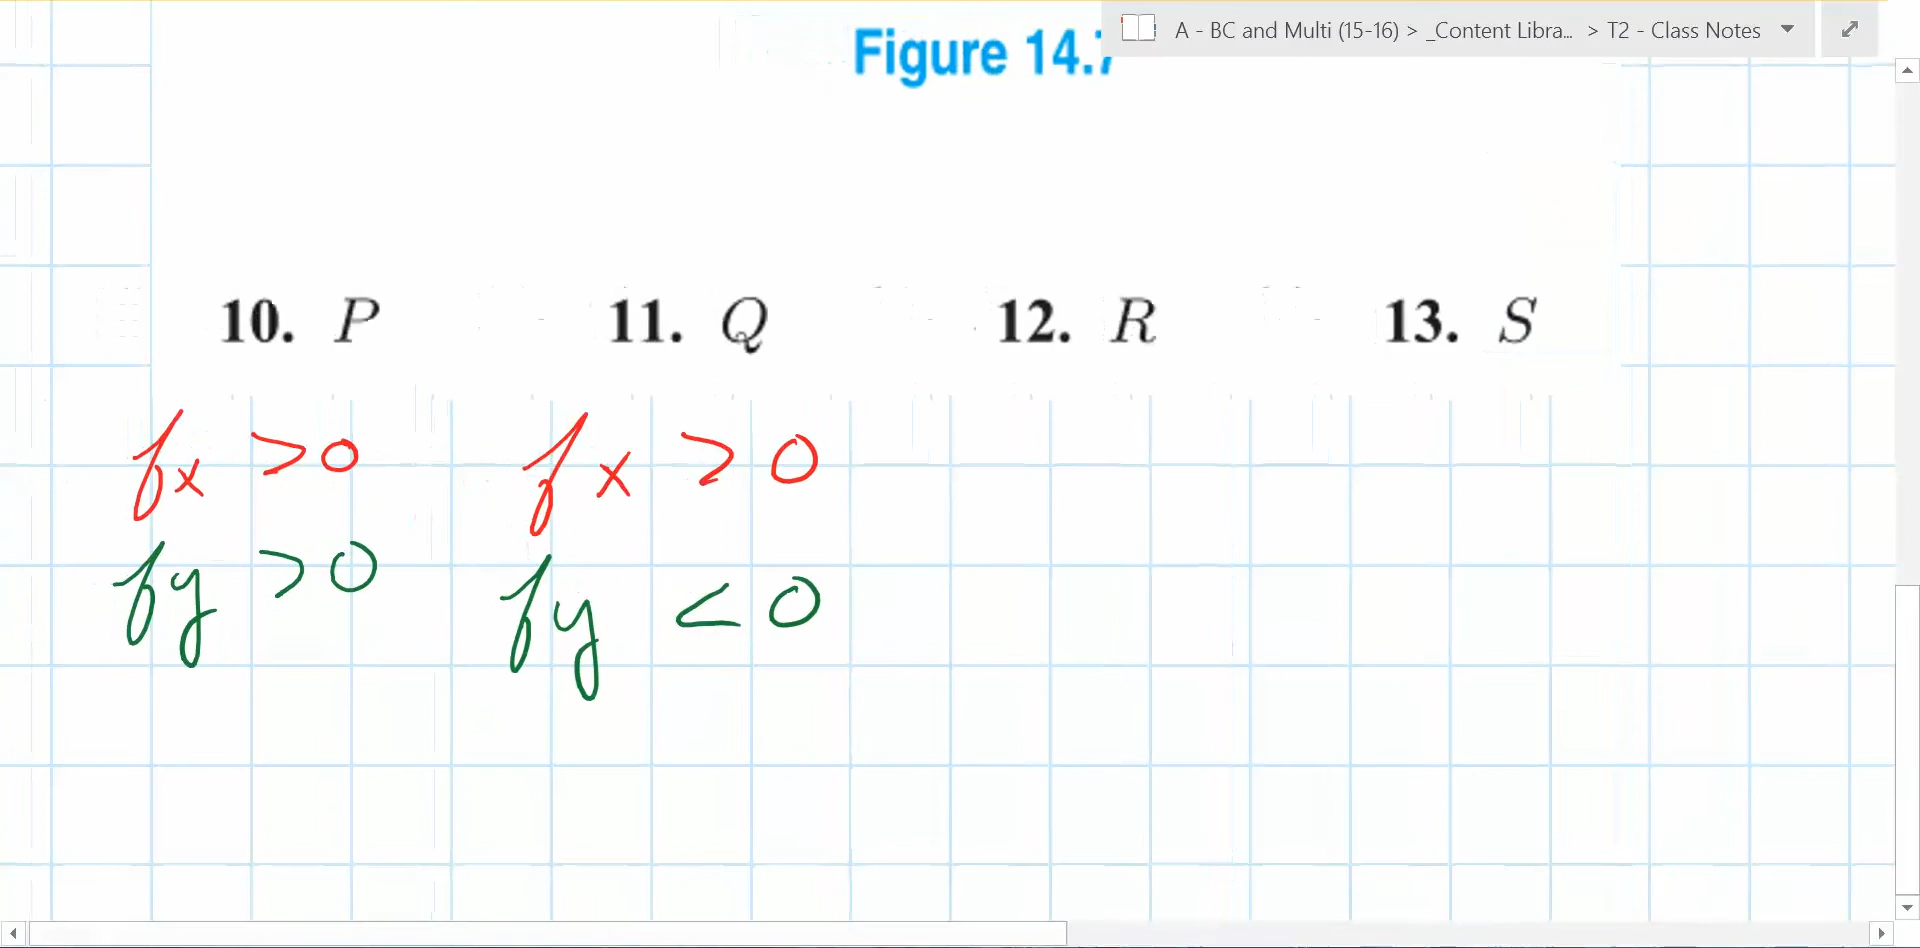 A - BC and Multi (15-16) > _Content Libra... > T2 - Class Notes
Figure 14.7
10. P 11. Q 12. R 13. S
fx >0 fx >0
fy >0 fy <0